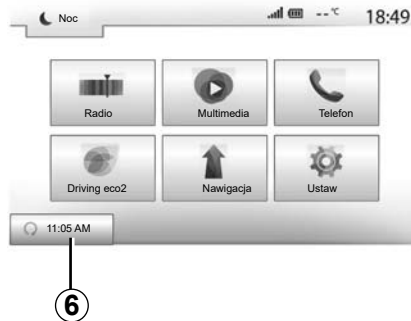 Noc
--°C
18:49
Radio
Multimedia
Telefon
Driving eco2
Nawigacja
Ustaw
11:05 AM
6